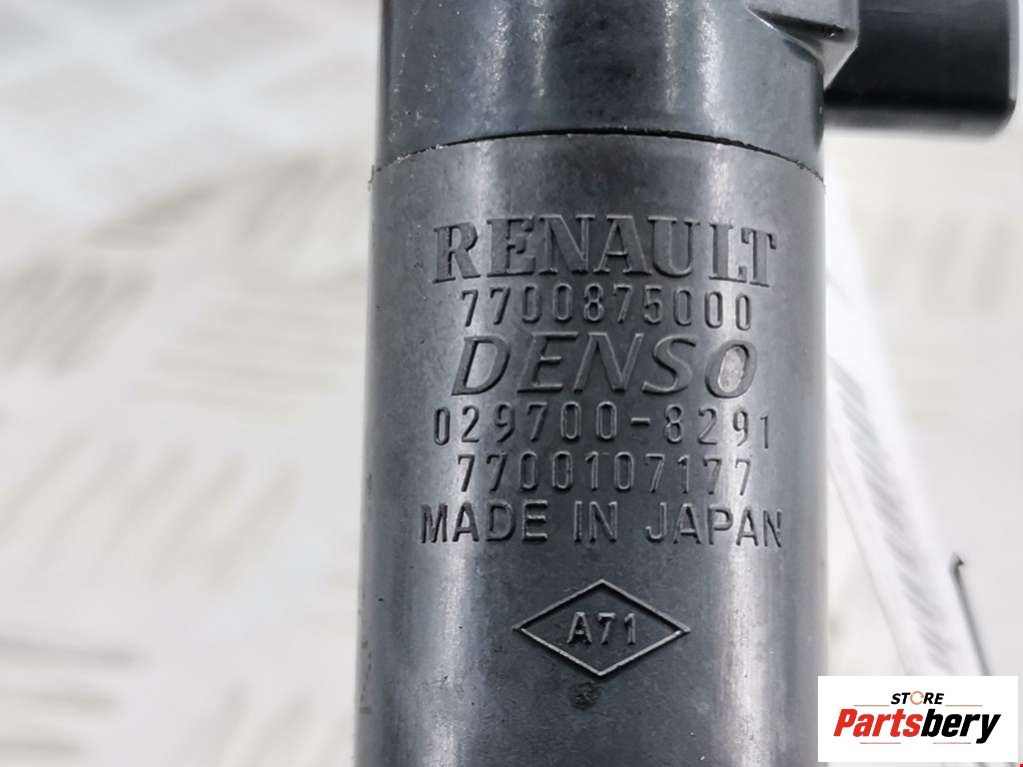 RENAULT
7700875000
DENSO
029700-8291
7700107177
MADE IN JAPAN
A71
STORE
Partsbery